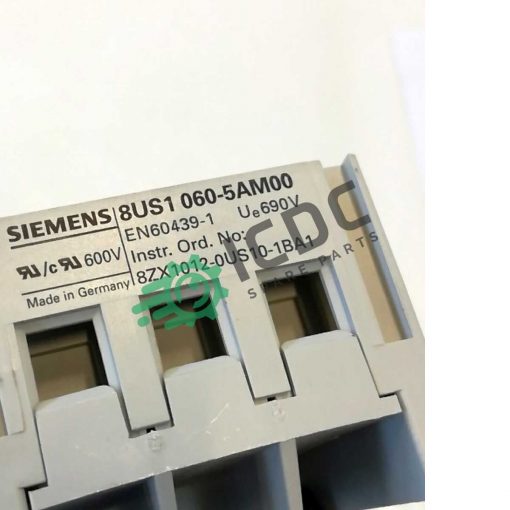 SIEMENS
8US1 060-5AM00
EN60439-1 Ue690V
c 600V
Instr. Ord. No:
8ZX1012-0US10-1BA1
Made in Germany
ICDC
SPARE PARTS